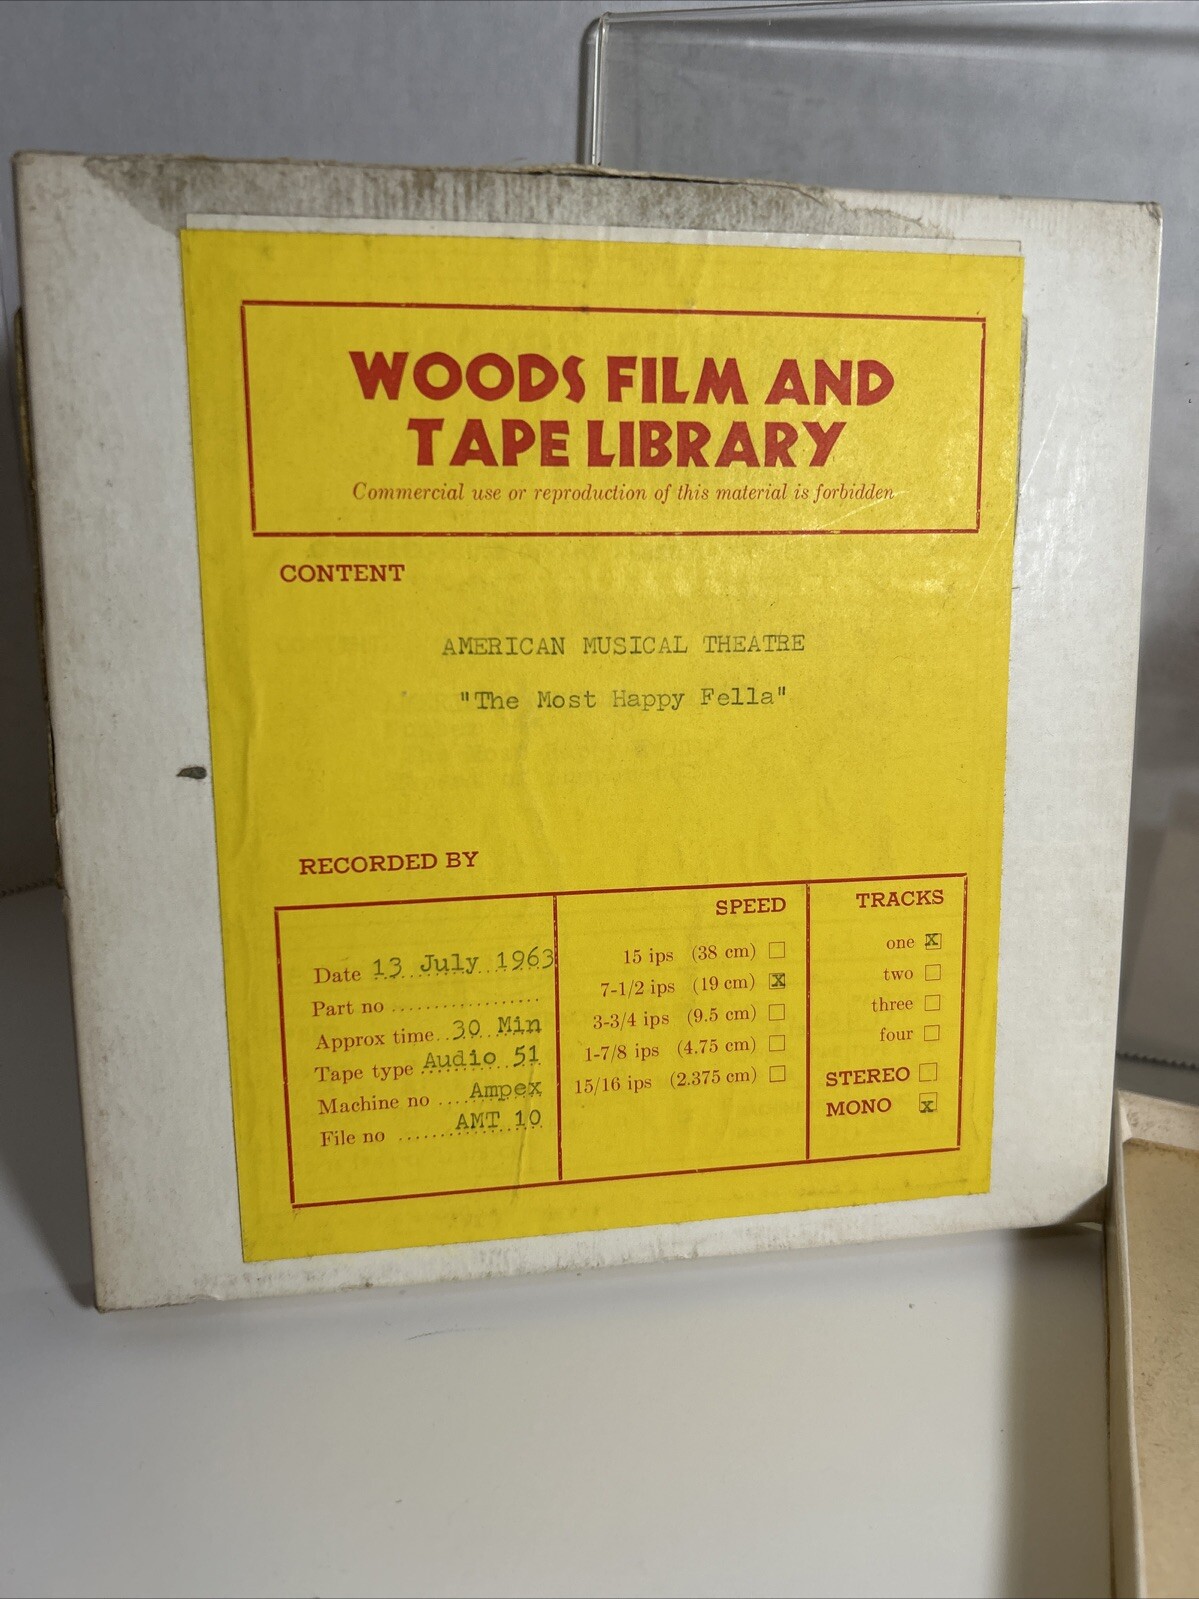 WOODS FILM AND
TAPE LIBRARY
Commercial use or reproduction of this material is forbidden
CONTENT
AMERICAN MUSICAL THEATRE
"The Most Happy Fella"
RECORDED BY
Date 13 July 1963
Part no
Approx time 30 Min
Tape type Audio 51
Machine no Ampex
File no AMT 10
SPEED
15 ips (38 cm)
7-1/2 ips (19 cm) X
3-3/4 ips (9.5 cm)
1-7/8 ips (4.75 cm)
15/16 ips (2.375 cm)
TRACKS
one X
two
three
four
STEREO
MONO x